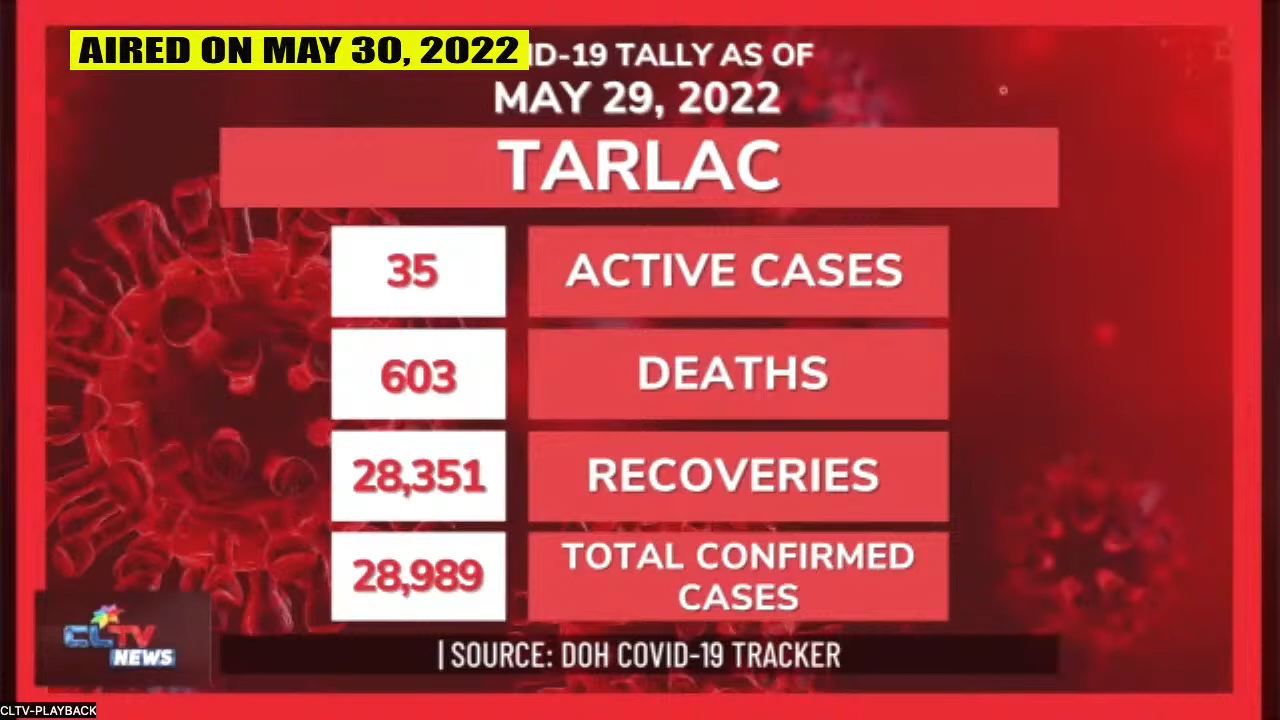 AIRED ON MAY 30, 2022
ID-19 TALLY AS OF
MAY 29, 2022
TARLAC
35 ACTIVE CASES
603 DEATHS
28,351 RECOVERIES
28,989 TOTAL CONFIRMED
CASES
CLTV
NEWS
| SOURCE: DOH COVID-19 TRACKER
CLTV-PLAYBACK